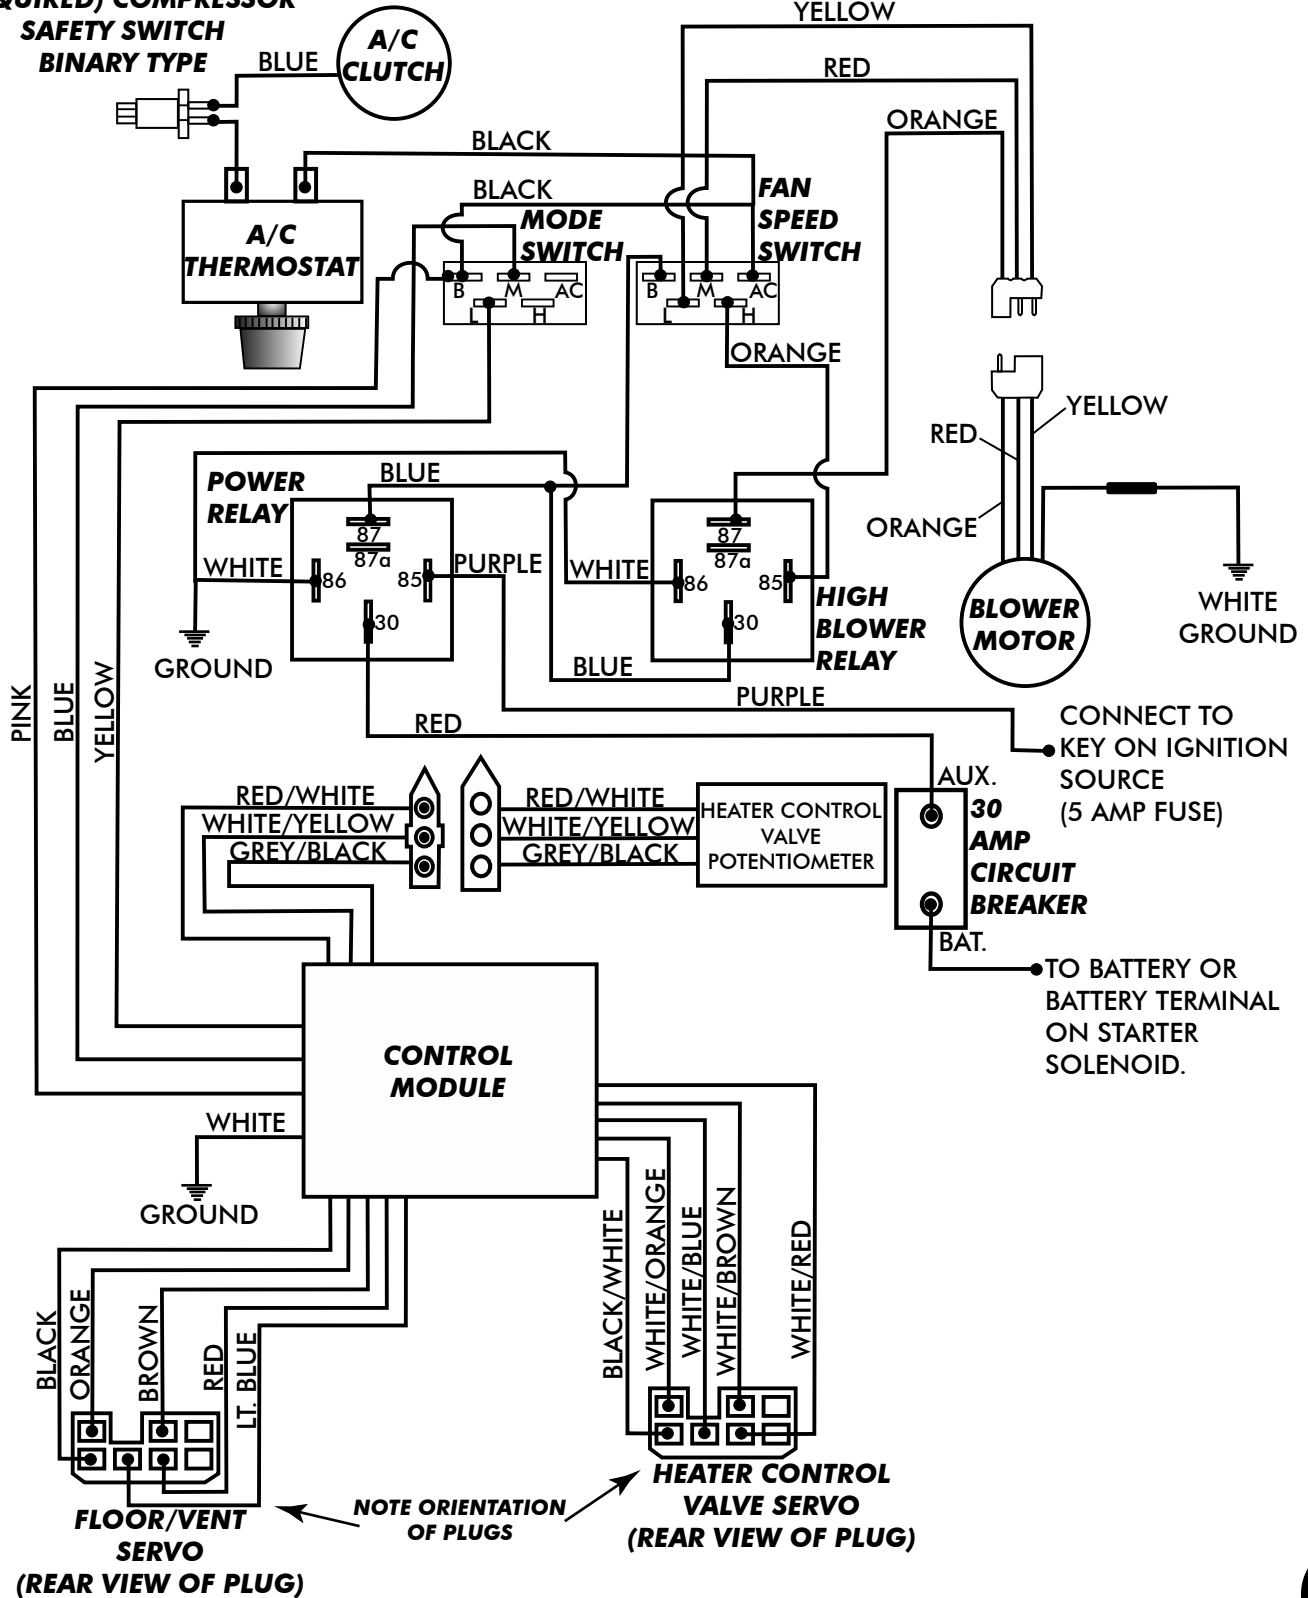 COMPRESSOR
SAFETY SWITCH
BINARY TYPE
BLUE
A/C
CLUTCH
YELLOW
RED
ORANGE
BLACK
BLACK
A/C
THERMOSTAT
MODE
SWITCH
FAN
SPEED
SWITCH
B
M
AC
L
H
B
M
AC
L
H
ORANGE
YELLOW
RED
ORANGE
POWER
RELAY
BLUE
87
87a
WHITE
86
85
PURPLE
30
GROUND
WHITE
87
87a
86
85
30
HIGH
BLOWER
RELAY
BLUE
BLOWER
MOTOR
WHITE
GROUND
PINK
BLUE
YELLOW
PURPLE
RED
CONNECT TO
KEY ON IGNITION
SOURCE
(5 AMP FUSE)
AUX.
30
AMP
CIRCUIT
BREAKER
BAT.
TO BATTERY OR
BATTERY TERMINAL
ON STARTER
SOLENOID.
RED/WHITE
WHITE/YELLOW
GREY/BLACK
RED/WHITE
WHITE/YELLOW
GREY/BLACK
HEATER CONTROL
VALVE
POTENTIOMETER
CONTROL
MODULE
WHITE
GROUND
BLACK
ORANGE
BROWN
RED
LT. BLUE
BLACK/WHITE
WHITE/ORANGE
WHITE/BLUE
WHITE/BROWN
WHITE/RED
FLOOR/VENT
SERVO
(REAR VIEW OF PLUG)
NOTE ORIENTATION
OF PLUGS
HEATER CONTROL
VALVE SERVO
(REAR VIEW OF PLUG)